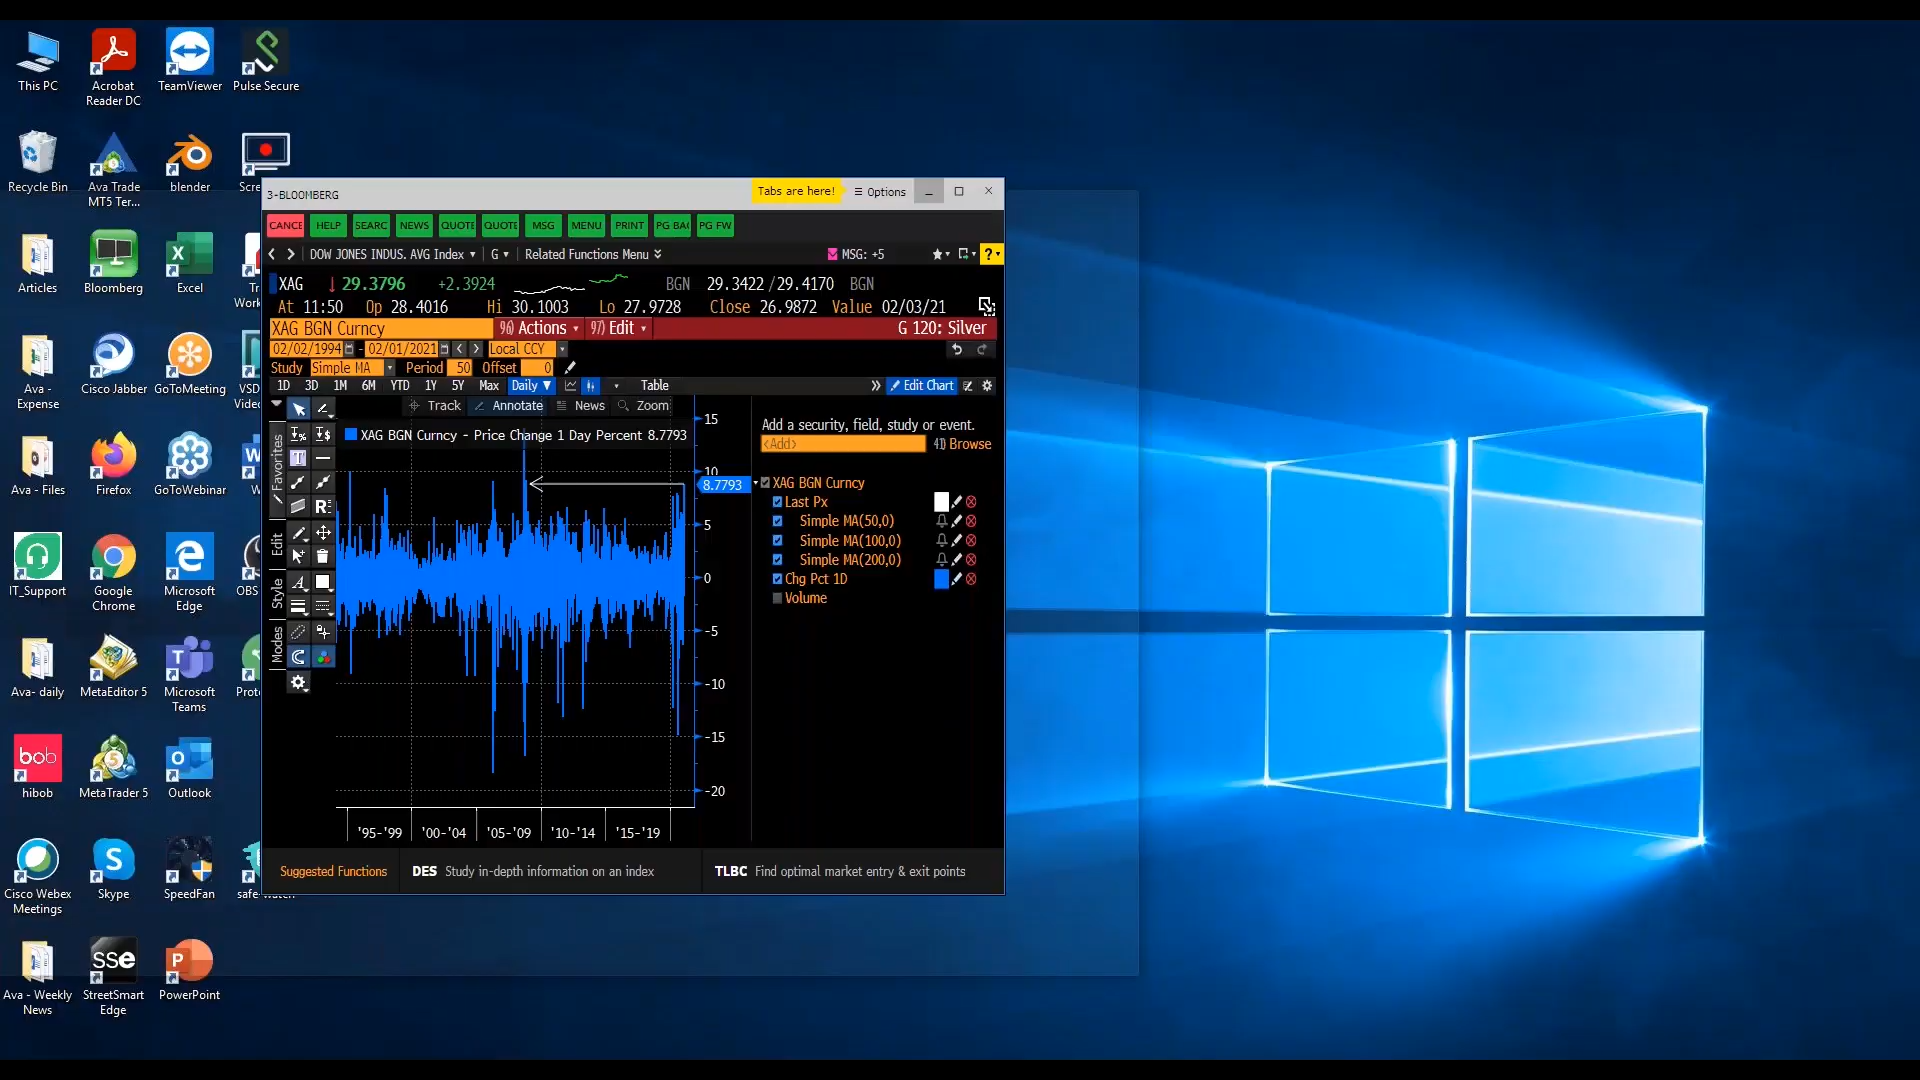 This PC
Acrobat
Reader DC
TeamViewer
Pulse Secure
Recycle Bin
Ava Trade
MT5 Ter...
blender
Articles
Bloomberg
Excel
Ava -
Expense
Cisco Jabber
GoToMeeting
Ava - Files
Firefox
GoToWebinar
IT_Support
Google
Chrome
Microsoft
Edge
OBS
Ava- daily
MetaEditor 5
Microsoft
Teams
bob
hibob
MetaTrader 5
Outlook
Cisco Webex
Meetings
Skype
SpeedFan
Ava - Weekly
News
sse
StreetSmart
Edge
PowerPoint
3-BLOOMBERG
Tabs are here!
Options
CANCE HELP SEARC NEWS QUOTE QUOTE MSG MENU PRINT PG BAC PG FW
DOW JONES INDUS. AVG Index G Related Functions Menu MSG: +5
XAG ↓29.3796 +2.3924 BGN 29.3422 /29.4170 BGN
At 11:50 Op 28.4016 Hi 30.1003 Lo 27.9728 Close 26.9872 Value 02/03/21
XAG BGN Curncy 96) Actions 97) Edit G 120: Silver
02/02/1994 - 02/01/2021 Local CCY
Study Simple MA Period 50 Offset 0
1D 3D 1M 6M YTD 1Y 5Y Max Daily ▼ Table » Edit Chart
Track Annotate News Zoom
XAG BGN Curncy - Price Change 1 Day Percent 8.7793
Favorites
Edit
Style
Modes
15
10
8.7793
5
0
-5
-10
-15
-20
'95-'99 '00-'04 '05-'09 '10-'14 '15-'19
Add a security, field, study or event.
<Add> 41) Browse
XAG BGN Curncy
Last Px
Simple MA(50,0)
Simple MA(100,0)
Simple MA(200,0)
Chg Pct 1D
Volume
Suggested Functions DES Study in-depth information on an index TLBC Find optimal market entry & exit points